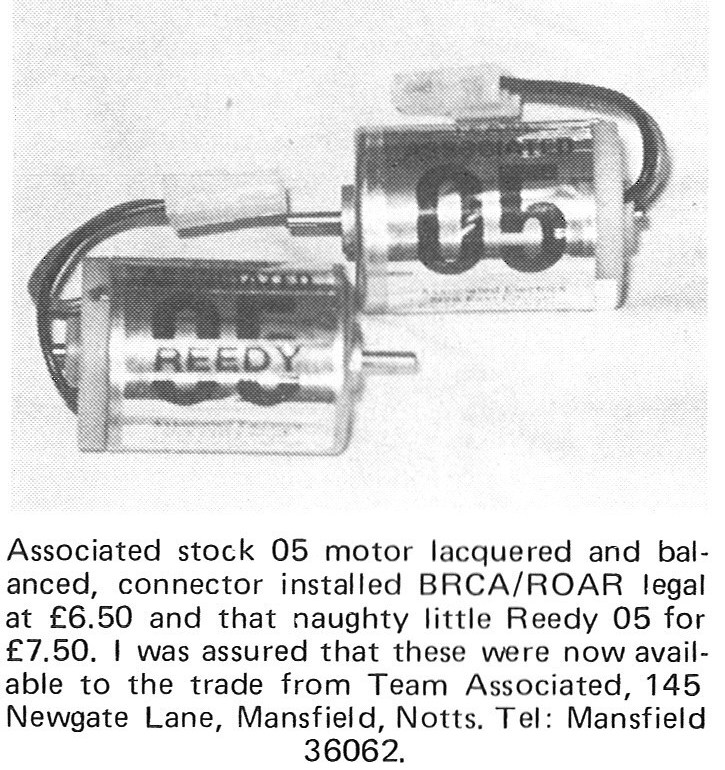 ASSOCIATED
05
REEDY
Associated stock 05 motor lacquered and bal-
anced, connector installed BRCA/ROAR legal
at £6.50 and that naughty little Reedy 05 for
£7.50. I was assured that these were now avail-
able to the trade from Team Associated, 145
Newgate Lane, Mansfield, Notts. Tel: Mansfield
36062.